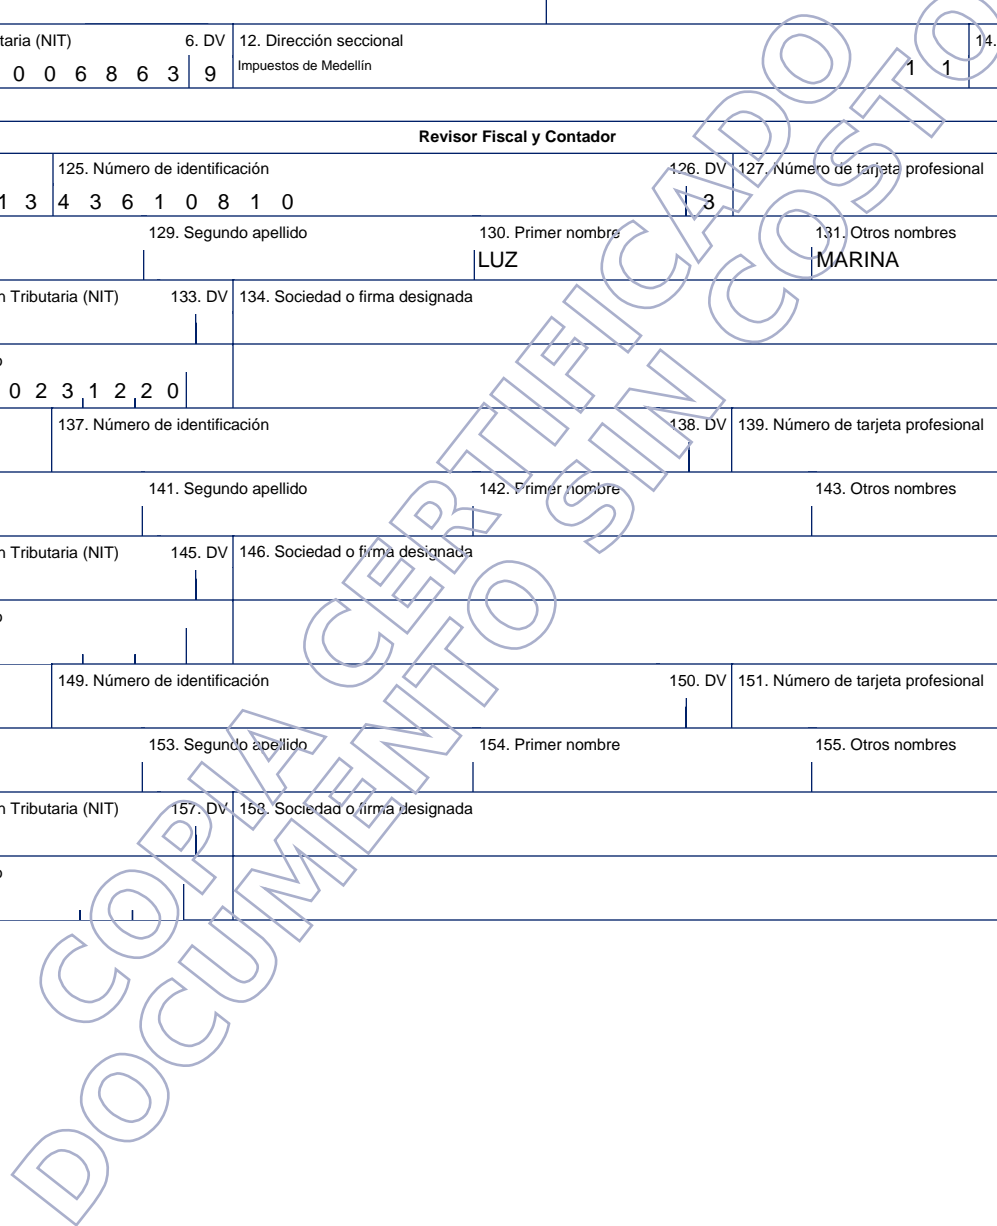 taria (NIT) 6. DV 12. Dirección seccional 14.
0 0 6 8 6 3 9 Impuestos de Medellín 1 1
Revisor Fiscal y Contador
125. Número de identificación 126. DV 127. Número de tarjeta profesional
1 3 4 3 6 1 0 8 1 0 3
129. Segundo apellido 130. Primer nombre 131. Otros nombres
LUZ MARINA
n Tributaria (NIT) 133. DV 134. Sociedad o firma designada
o
0 2 3 1 2 2 0
137. Número de identificación 138. DV 139. Número de tarjeta profesional
141. Segundo apellido 142. Primer nombre 143. Otros nombres
n Tributaria (NIT) 145. DV 146. Sociedad o firma designada
o
149. Número de identificación 150. DV 151. Número de tarjeta profesional
153. Segundo apellido 154. Primer nombre 155. Otros nombres
n Tributaria (NIT) 157. DV 158. Sociedad o firma designada
o
COPIA CERTIFICADO
DOCUMENTO SIN COSTO